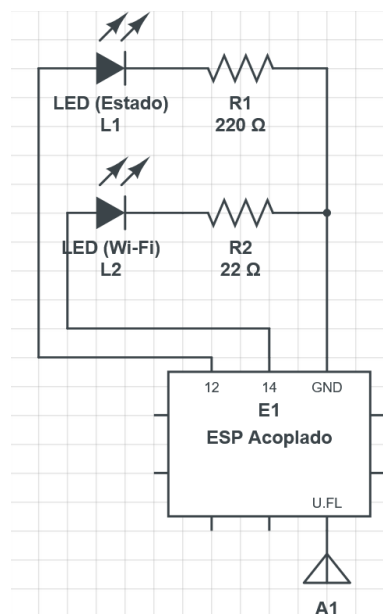 LED (Estado)
L1
R1
220 Ω
LED (Wi-Fi)
L2
R2
22 Ω
12
14
GND
E1
ESP Acoplado
U.FL
A1